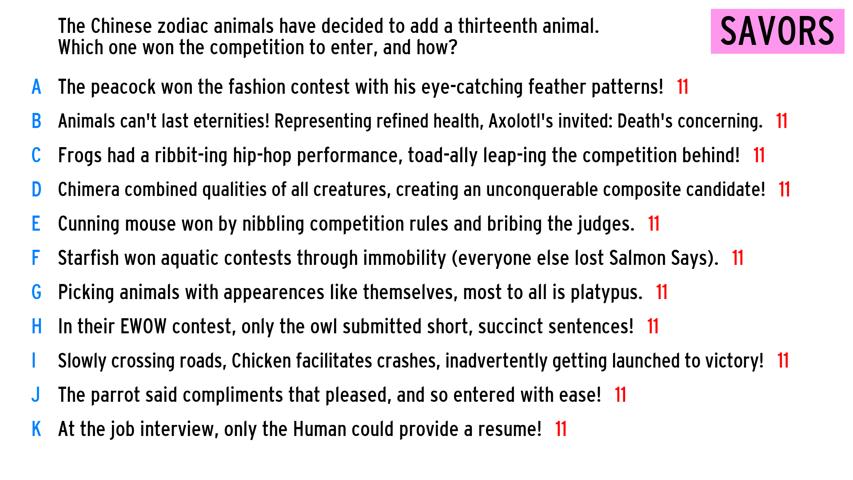 The Chinese zodiac animals have decided to add a thirteenth animal.
Which one won the competition to enter, and how?
SAVORS
A The peacock won the fashion contest with his eye-catching feather patterns! 11
B Animals can't last eternities! Representing refined health, Axolotl's invited: Death's concerning. 11
C Frogs had a ribbit-ing hip-hop performance, toad-ally leap-ing the competition behind! 11
D Chimera combined qualities of all creatures, creating an unconquerable composite candidate! 11
E Cunning mouse won by nibbling competition rules and bribing the judges. 11
F Starfish won aquatic contests through immobility (everyone else lost Salmon Says). 11
G Picking animals with appearences like themselves, most to all is platypus. 11
H In their EWOW contest, only the owl submitted short, succinct sentences! 11
I Slowly crossing roads, Chicken facilitates crashes, inadvertently getting launched to victory! 11
J The parrot said compliments that pleased, and so entered with ease! 11
K At the job interview, only the Human could provide a resume! 11